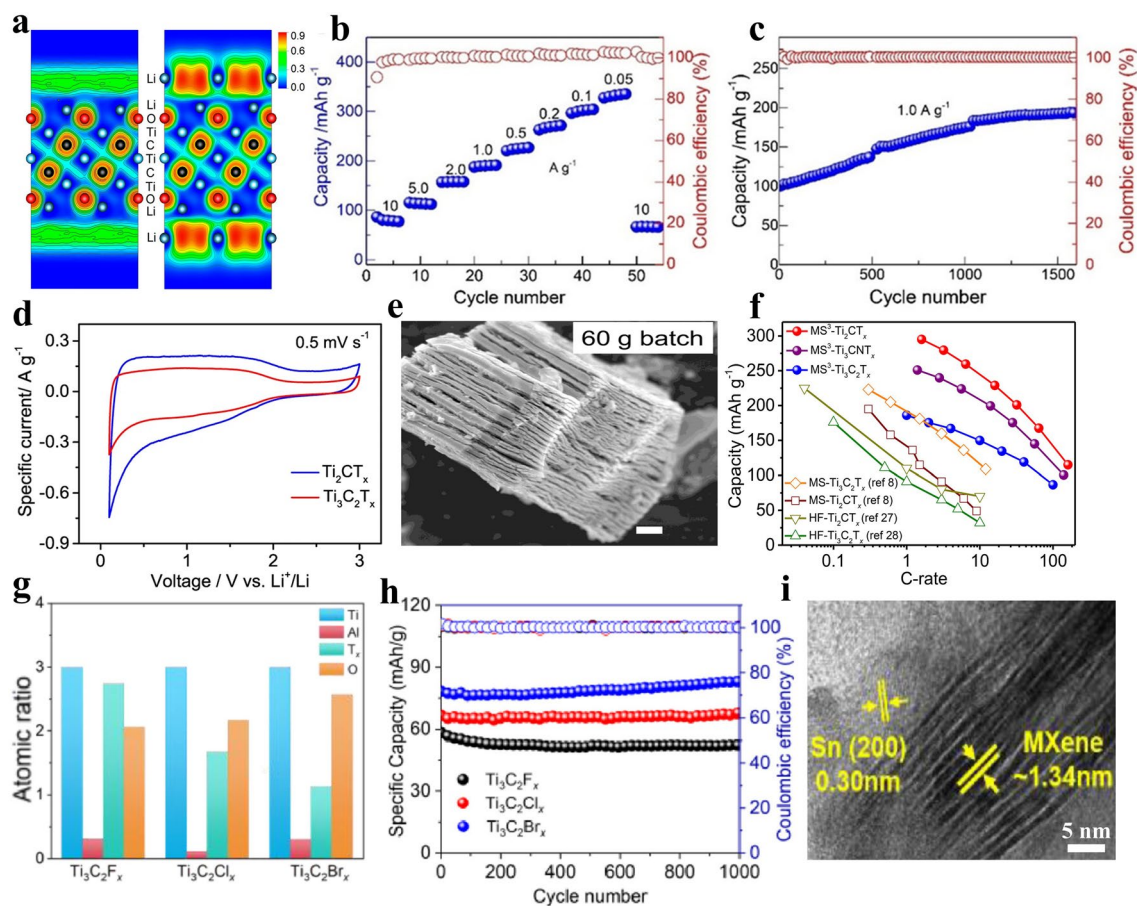 a
0.9
0.6
0.3
0.0
Li
Li
O
Ti
C
Ti
C
Ti
O
Li
Li
b
Capacity /mAh g⁻¹
400
300
200
100
0
10
5.0
2.0
1.0
0.5
0.2
0.1
0.05
A g⁻¹
10
100
80
60
40
20
0
Coulombic efficiency (%)
0 10 20 30 40 50
Cycle number
c
Capacity /mAh g⁻¹
250
200
150
100
50
0
1.0 A g⁻¹
100
80
60
40
20
0
Coulombic efficiency (%)
0 500 1000 1500
Cycle number
d
Specific current/ A g⁻¹
0.3
0.0
-0.3
-0.6
-0.9
0.5 mV s⁻¹
Ti₂CTₓ
Ti₃C₂Tₓ
0 1 2 3
Voltage / V vs. Li⁺/Li
e
60 g batch
f
Capacity (mAh g⁻¹)
300
250
200
150
100
50
0
MS³-Ti₂CTₓ
MS³-Ti₃CNTₓ
MS³-Ti₃C₂Tₓ
MS-Ti₃C₂Tₓ (ref 8)
MS-Ti₂CTₓ (ref 8)
HF-Ti₂CTₓ (ref 27)
HF-Ti₃C₂Tₓ (ref 28)
0.1 1 10 100
C-rate
g
Atomic ratio
4
3
2
1
0
Ti
Al
Tₓ
O
Ti₃C₂Fₓ Ti₃C₂Clₓ Ti₃C₂Brₓ
h
Specific Capacity (mAh/g)
120
90
60
30
0
Ti₃C₂Fₓ
Ti₃C₂Clₓ
Ti₃C₂Brₓ
100
80
60
40
20
0
Coulombic efficiency (%)
0 200 400 600 800 1000
Cycle number
i
Sn (200)
0.30nm
MXene
~1.34nm
5 nm